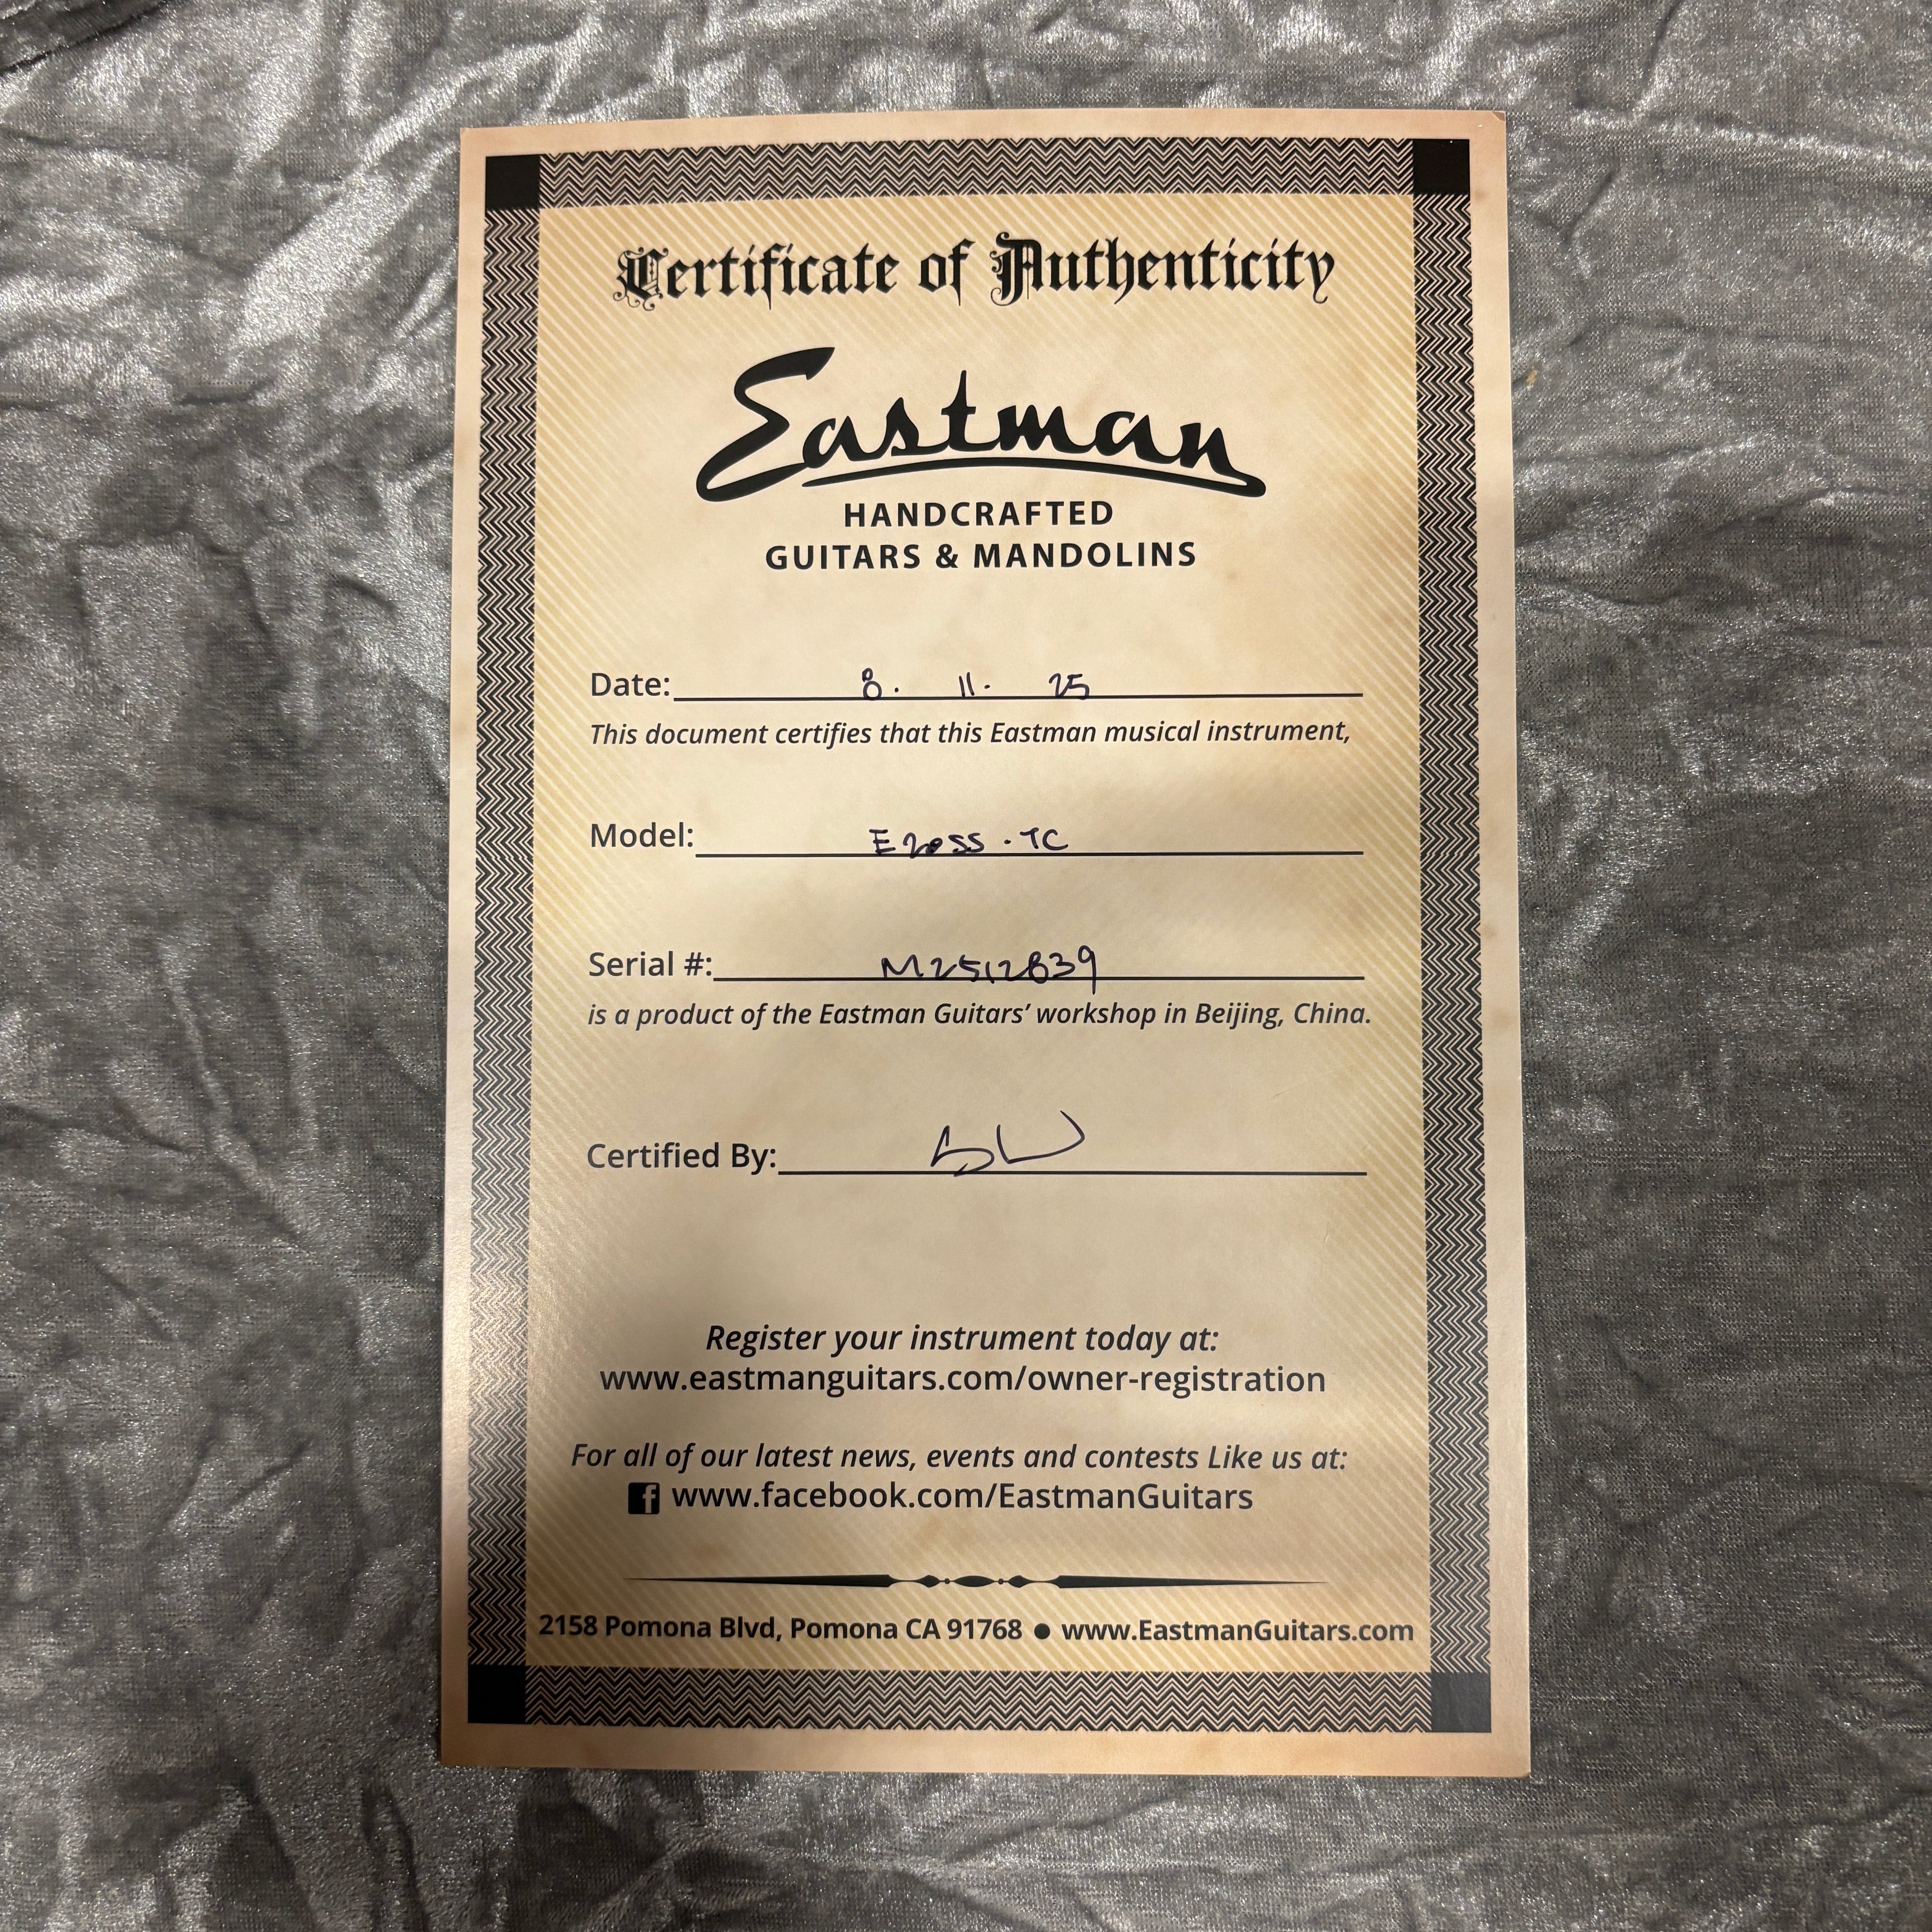 Certificate of Authenticity
Eastman
HANDCRAFTED
GUITARS & MANDOLINS
Date: 8. 11. 25
This document certifies that this Eastman musical instrument,
Model: E20SS-TC
Serial #: M2512839
is a product of the Eastman Guitars’ workshop in Beijing, China.
Certified By:
Register your instrument today at:
www.eastmanguitars.com/owner-registration
For all of our latest news, events and contests Like us at:
f www.facebook.com/EastmanGuitars
2158 Pomona Blvd, Pomona CA 91768 ● www.EastmanGuitars.com